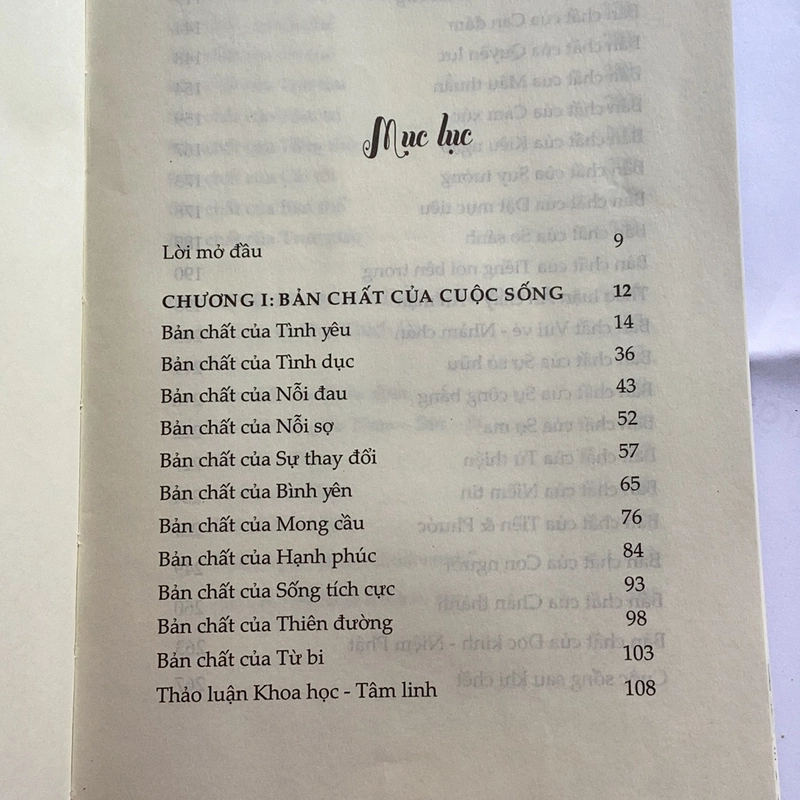 Mục lục
Lời mở đầu 9
CHƯƠNG I: BẢN CHẤT CỦA CUỘC SỐNG 12
Bản chất của Tình yêu 14
Bản chất của Tình dục 36
Bản chất của Nỗi đau 43
Bản chất của Nỗi sợ 52
Bản chất của Sự thay đổi 57
Bản chất của Bình yên 65
Bản chất của Mong cầu 76
Bản chất của Hạnh phúc 84
Bản chất của Sống tích cực 93
Bản chất của Thiên đường 98
Bản chất của Từ bi 103
Thảo luận Khoa học - Tâm linh 108